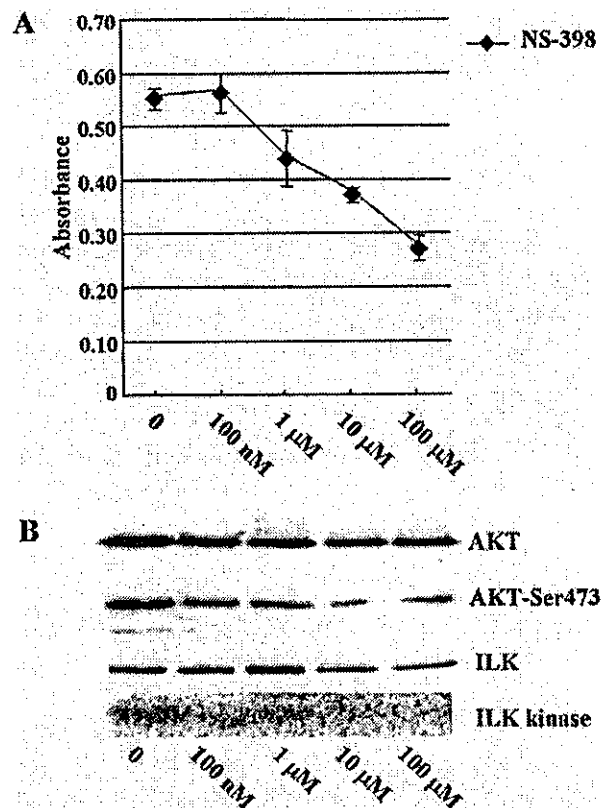 A
0.70
0.60
0.50
0.40
0.30
0.20
0.10
0
Absorbance
NS-398
0
100 nM
1 µM
10 µM
100 µM
B
AKT
AKT-Ser473
ILK
ILK kinase
0
100 nM
1 µM
10 µM
100 µM